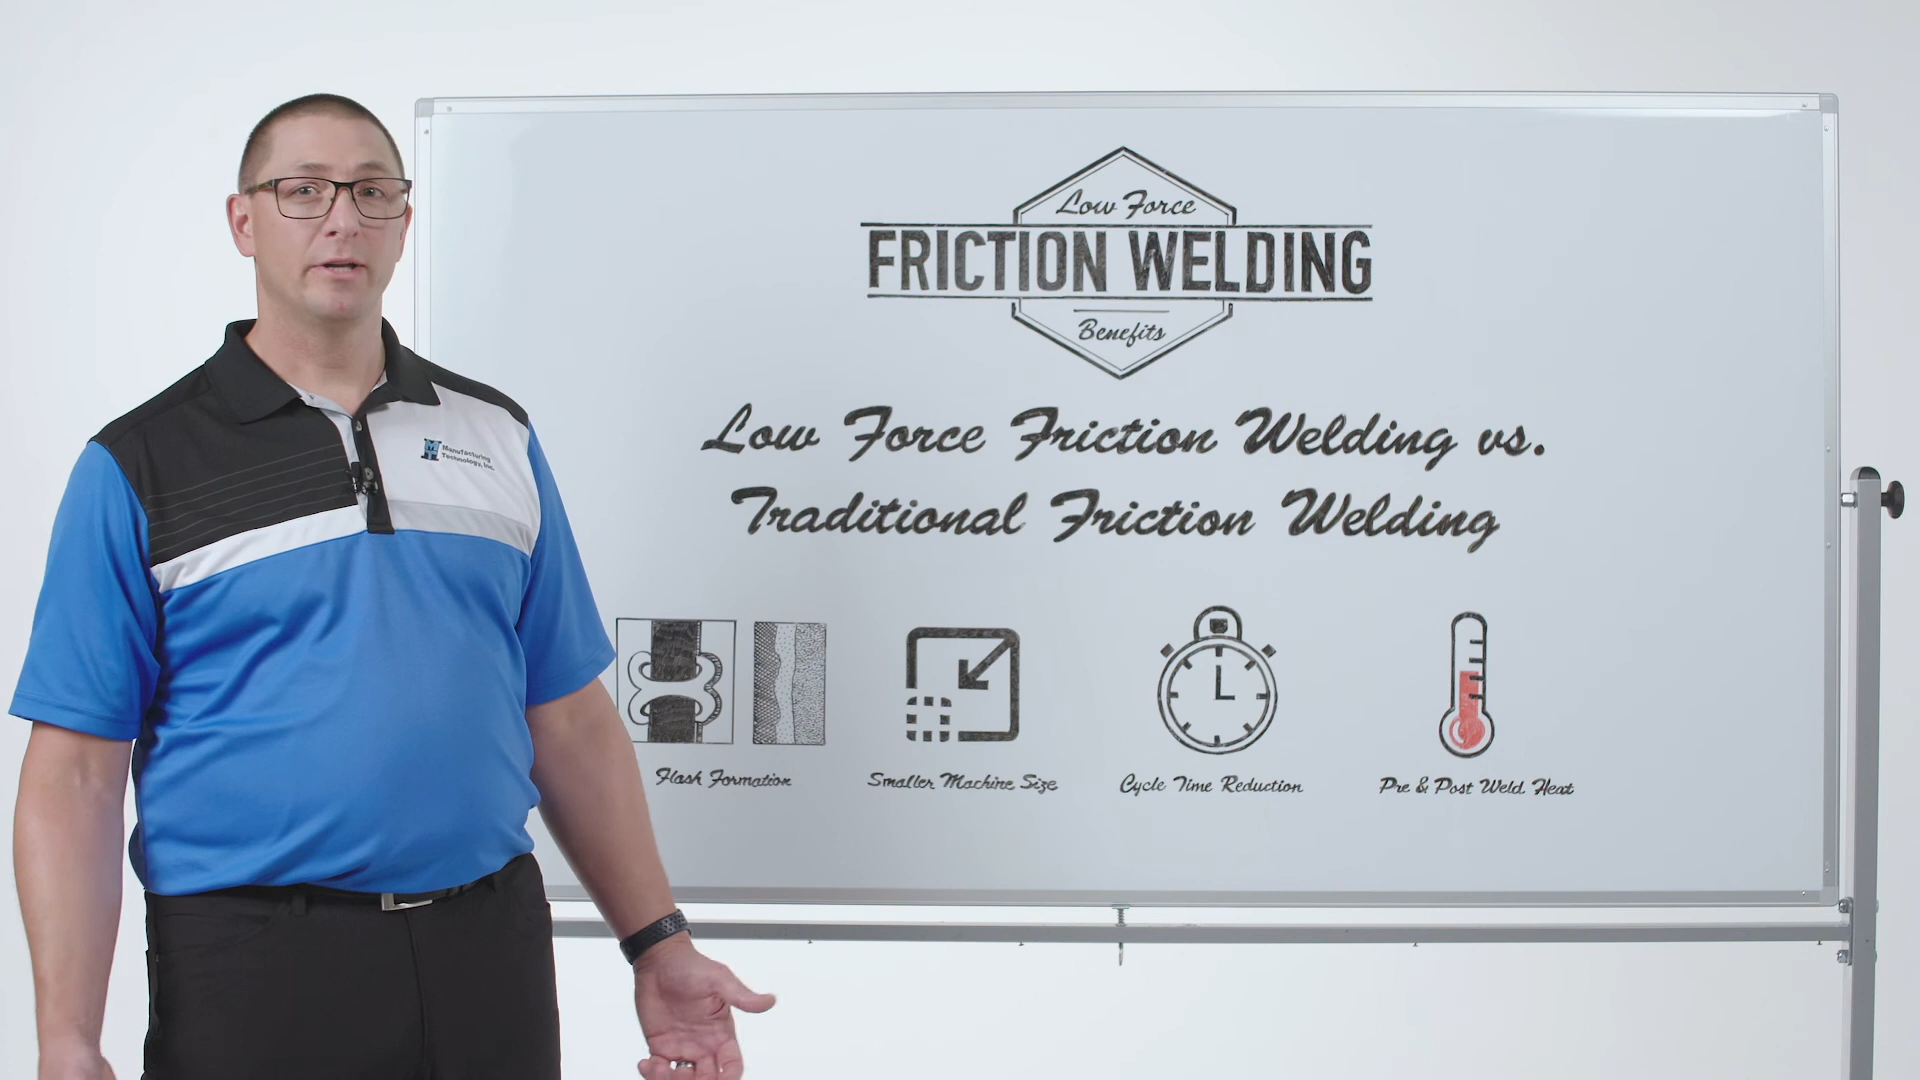 Low Force
FRICTION WELDING
Benefits
Low Force Friction Welding vs.
Traditional Friction Welding
Flash Formation
Smaller Machine Size
Cycle Time Reduction
Pre & Post Weld Heat
Manufacturing
Technology, Inc.